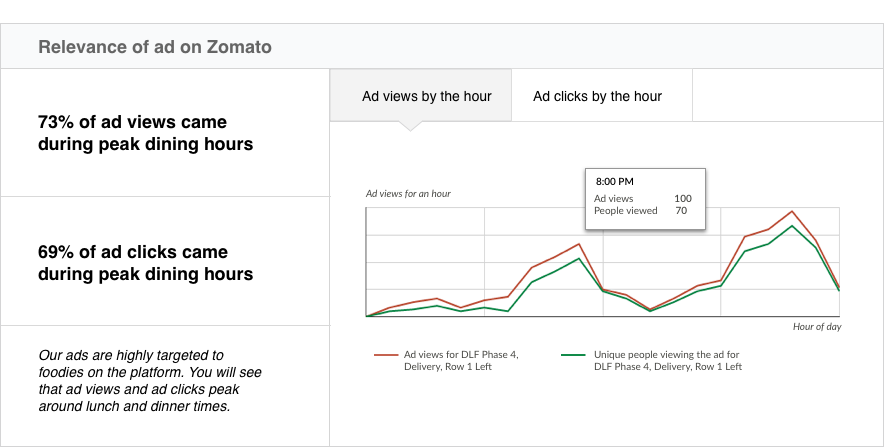 Relevance of ad on Zomato
73% of ad views came
during peak dining hours
69% of ad clicks came
during peak dining hours
Our ads are highly targeted to
foodies on the platform. You will see
that ad views and ad clicks peak
around lunch and dinner times.
Ad views by the hour
Ad clicks by the hour
Ad views for an hour
8:00 PM
Ad views 100
People viewed 70
Hour of day
Ad views for DLF Phase 4,
Delivery, Row 1 Left
Unique people viewing the ad for
DLF Phase 4, Delivery, Row 1 Left